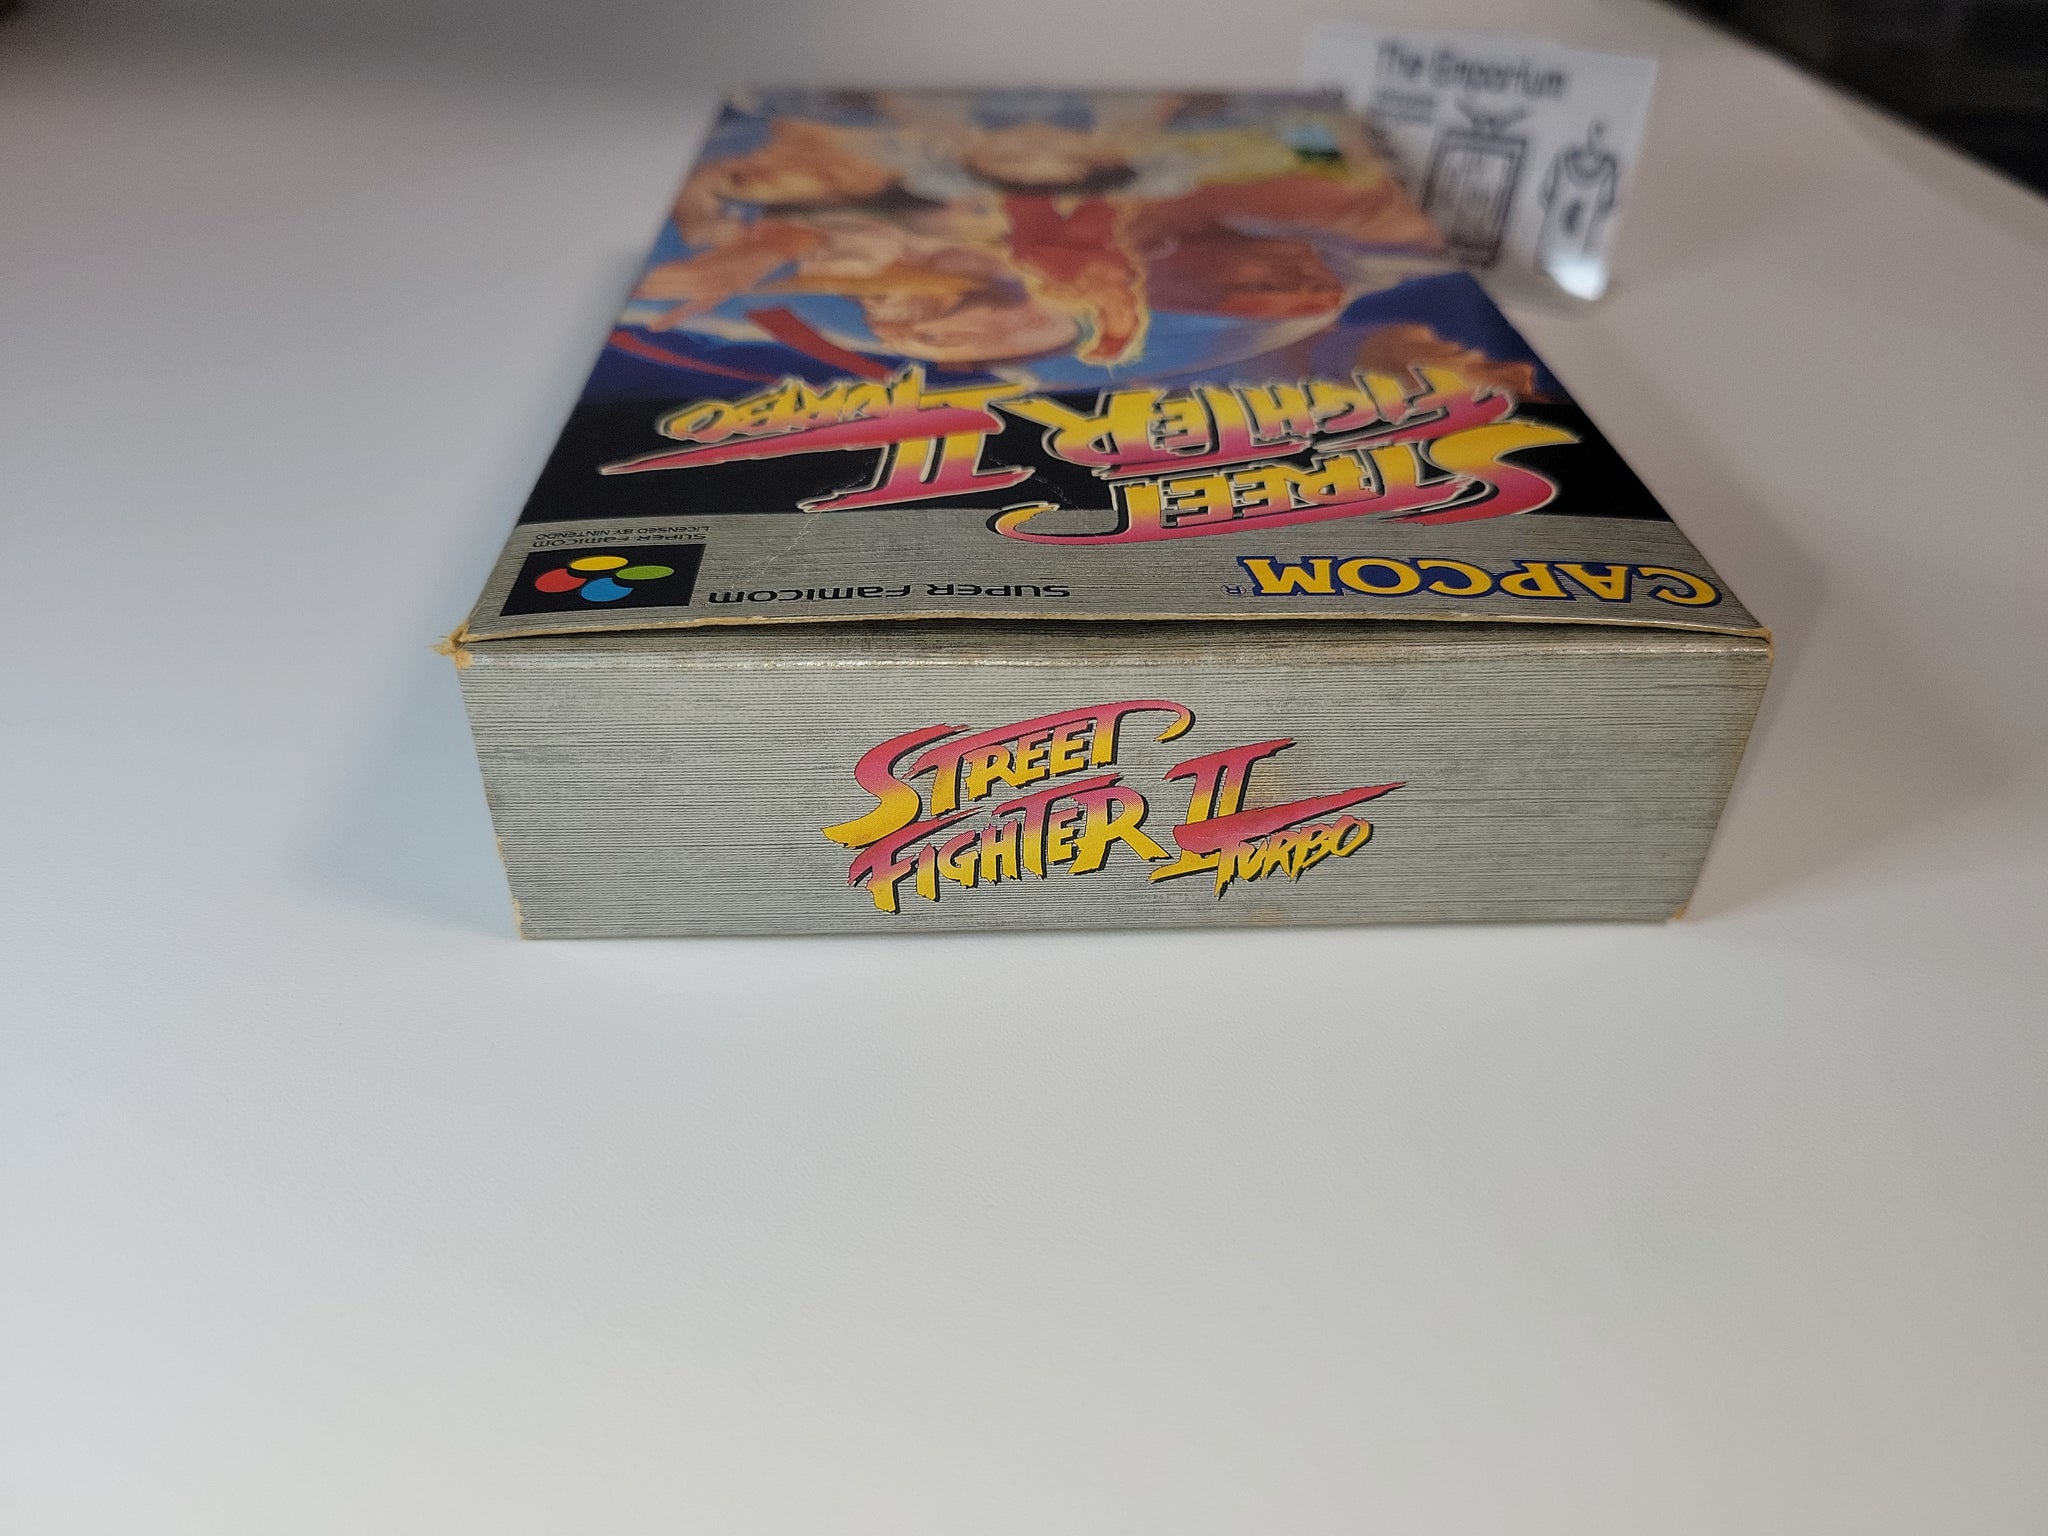 The Emporium
STREET
FIGHTER II
TURBO
CAPCOM®
SUPER FAMICOM®
SUPER FAMICOM
LICENSED BY NINTENDO
STREET
FIGHTER II
TURBO